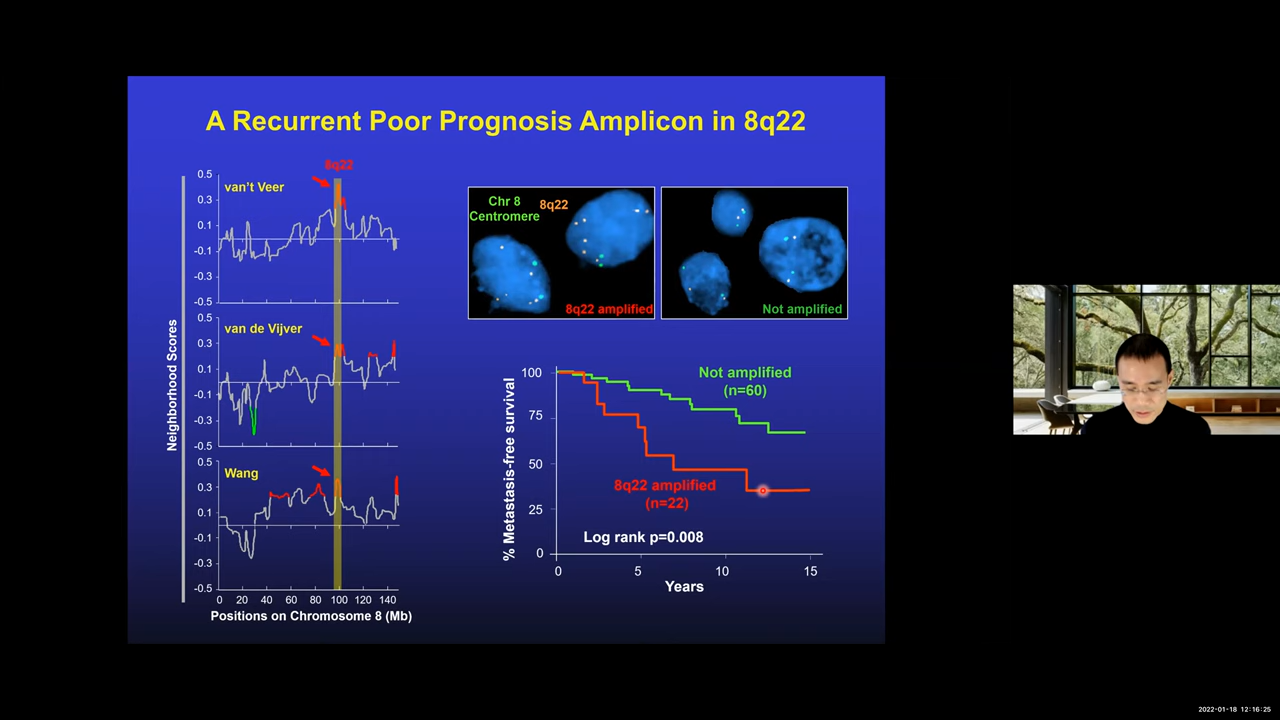 A Recurrent Poor Prognosis Amplicon in 8q22
8q22
Neighborhood Scores
0.5
0.3
0.1
-0.1
-0.3
-0.5
van't Veer
0.5
0.3
0.1
-0.1
-0.3
-0.5
van de Vijver
0.5
0.3
0.1
-0.1
-0.3
-0.5
Wang
0 20 40 60 80 100 120 140
Positions on Chromosome 8 (Mb)
Chr 8
Centromere
8q22
8q22 amplified
Not amplified
% Metastasis-free survival
100
75
50
25
0
Not amplified
(n=60)
8q22 amplified
(n=22)
Log rank p=0.008
0 5 10 15
Years
2022-01-18 12:16:25